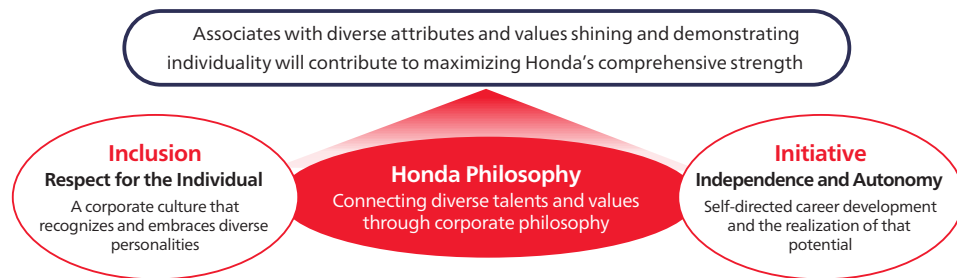 Associates with diverse attributes and values shining and demonstrating
individuality will contribute to maximizing Honda’s comprehensive strength
Inclusion
Respect for the Individual
A corporate culture that
recognizes and embraces diverse
personalities
Honda Philosophy
Connecting diverse talents and values
through corporate philosophy
Initiative
Independence and Autonomy
Self-directed career development
and the realization of that
potential